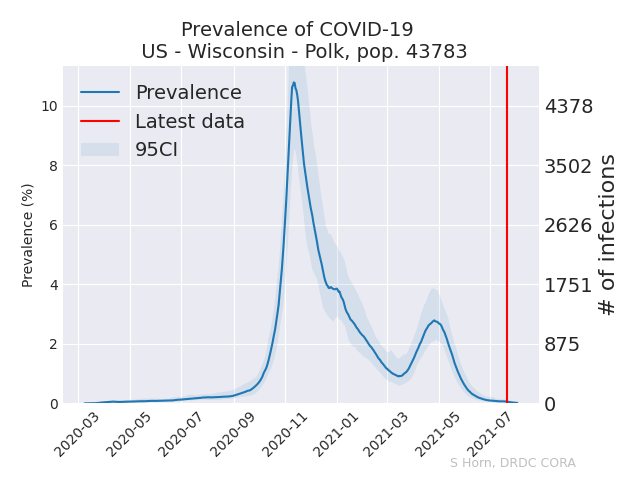 Prevalence of COVID-19
US - Wisconsin - Polk, pop. 43783
Prevalence
Latest data
95CI
Prevalence (%)
10
8
6
4
2
0
4378
3502
2626
1751
875
0
# of infections
2020-03
2020-05
2020-07
2020-09
2020-11
2021-01
2021-03
2021-05
2021-07
S Horn, DRDC CORA